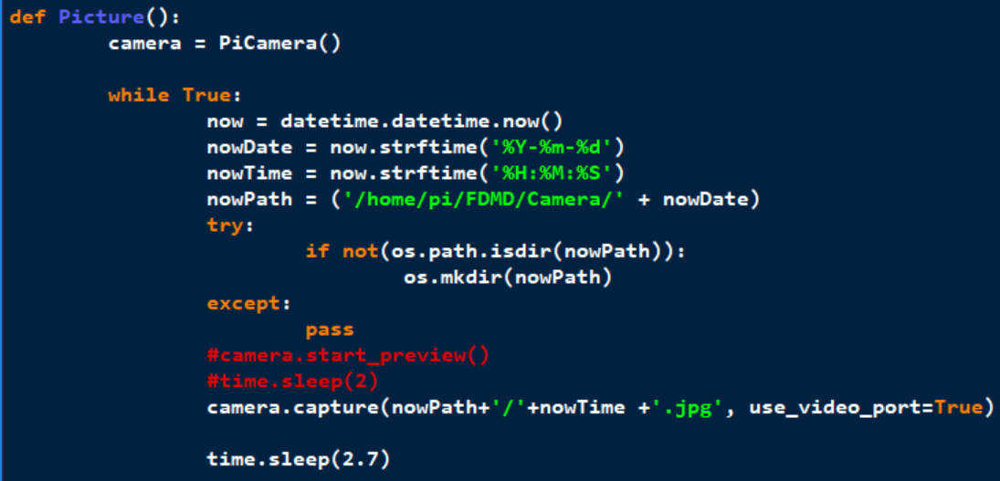 def Picture():
        camera = PiCamera()

        while True:
                now = datetime.datetime.now()
                nowDate = now.strftime('%Y-%m-%d')
                nowTime = now.strftime('%H:%M:%S')
                nowPath = ('/home/pi/FDMD/Camera/' + nowDate)
                try:
                        if not(os.path.isdir(nowPath)):
                                os.mkdir(nowPath)
                except:
                        pass
                #camera.start_preview()
                #time.sleep(2)
                camera.capture(nowPath+'/'+nowTime +'.jpg', use_video_port=True)

                time.sleep(2.7)